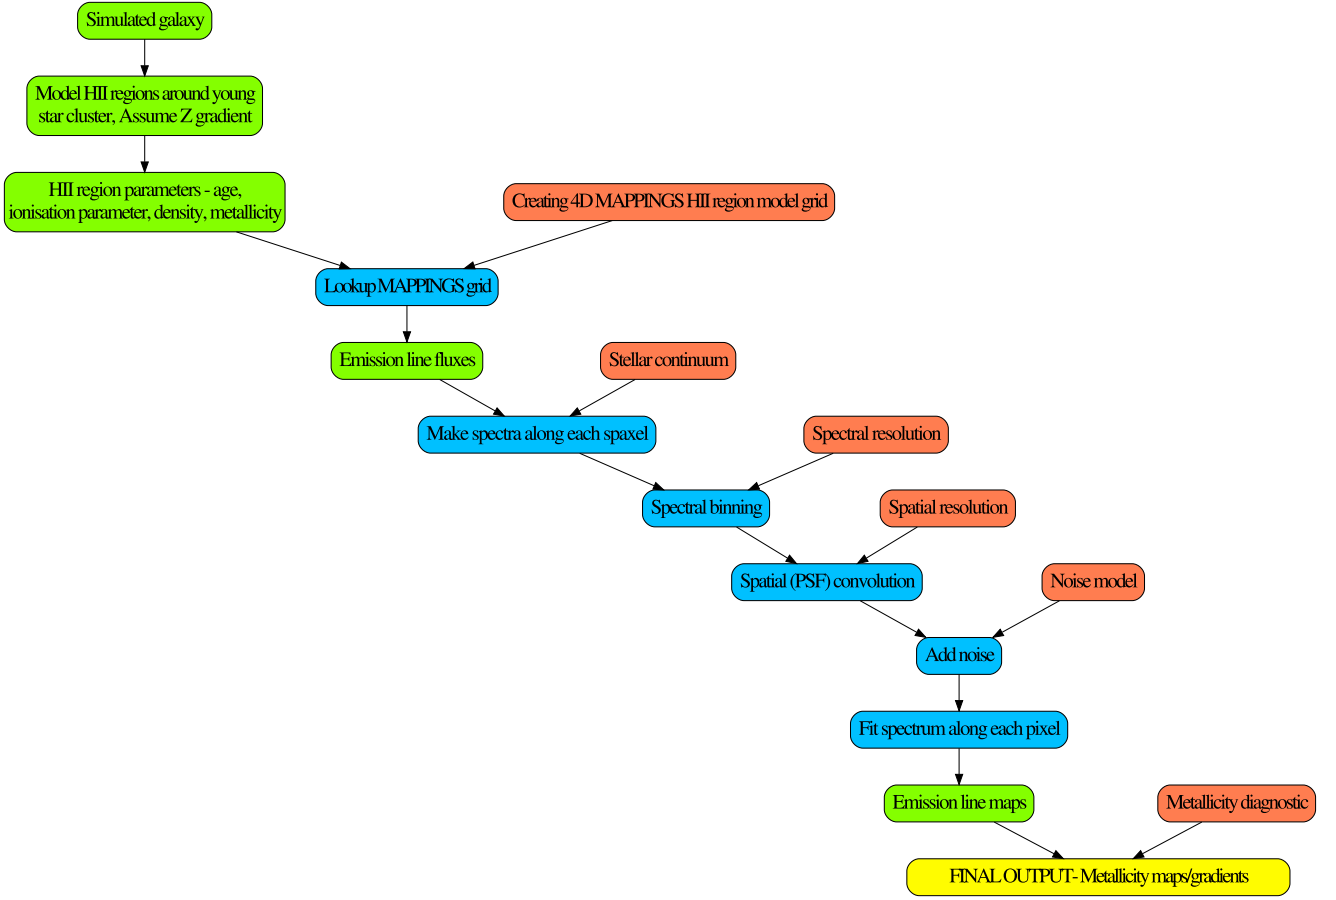 Simulated galaxy
Model HII regions around young
star cluster, Assume Z gradient
HII region parameters - age,
ionisation parameter, density, metallicity
Creating 4D MAPPINGS HII region model grid
Lookup MAPPINGS grid
Emission line fluxes
Stellar continuum
Make spectra along each spaxel
Spectral resolution
Spectral binning
Spatial resolution
Spatial (PSF) convolution
Noise model
Add noise
Fit spectrum along each pixel
Emission line maps
Metallicity diagnostic
FINAL OUTPUT- Metallicity maps/gradients